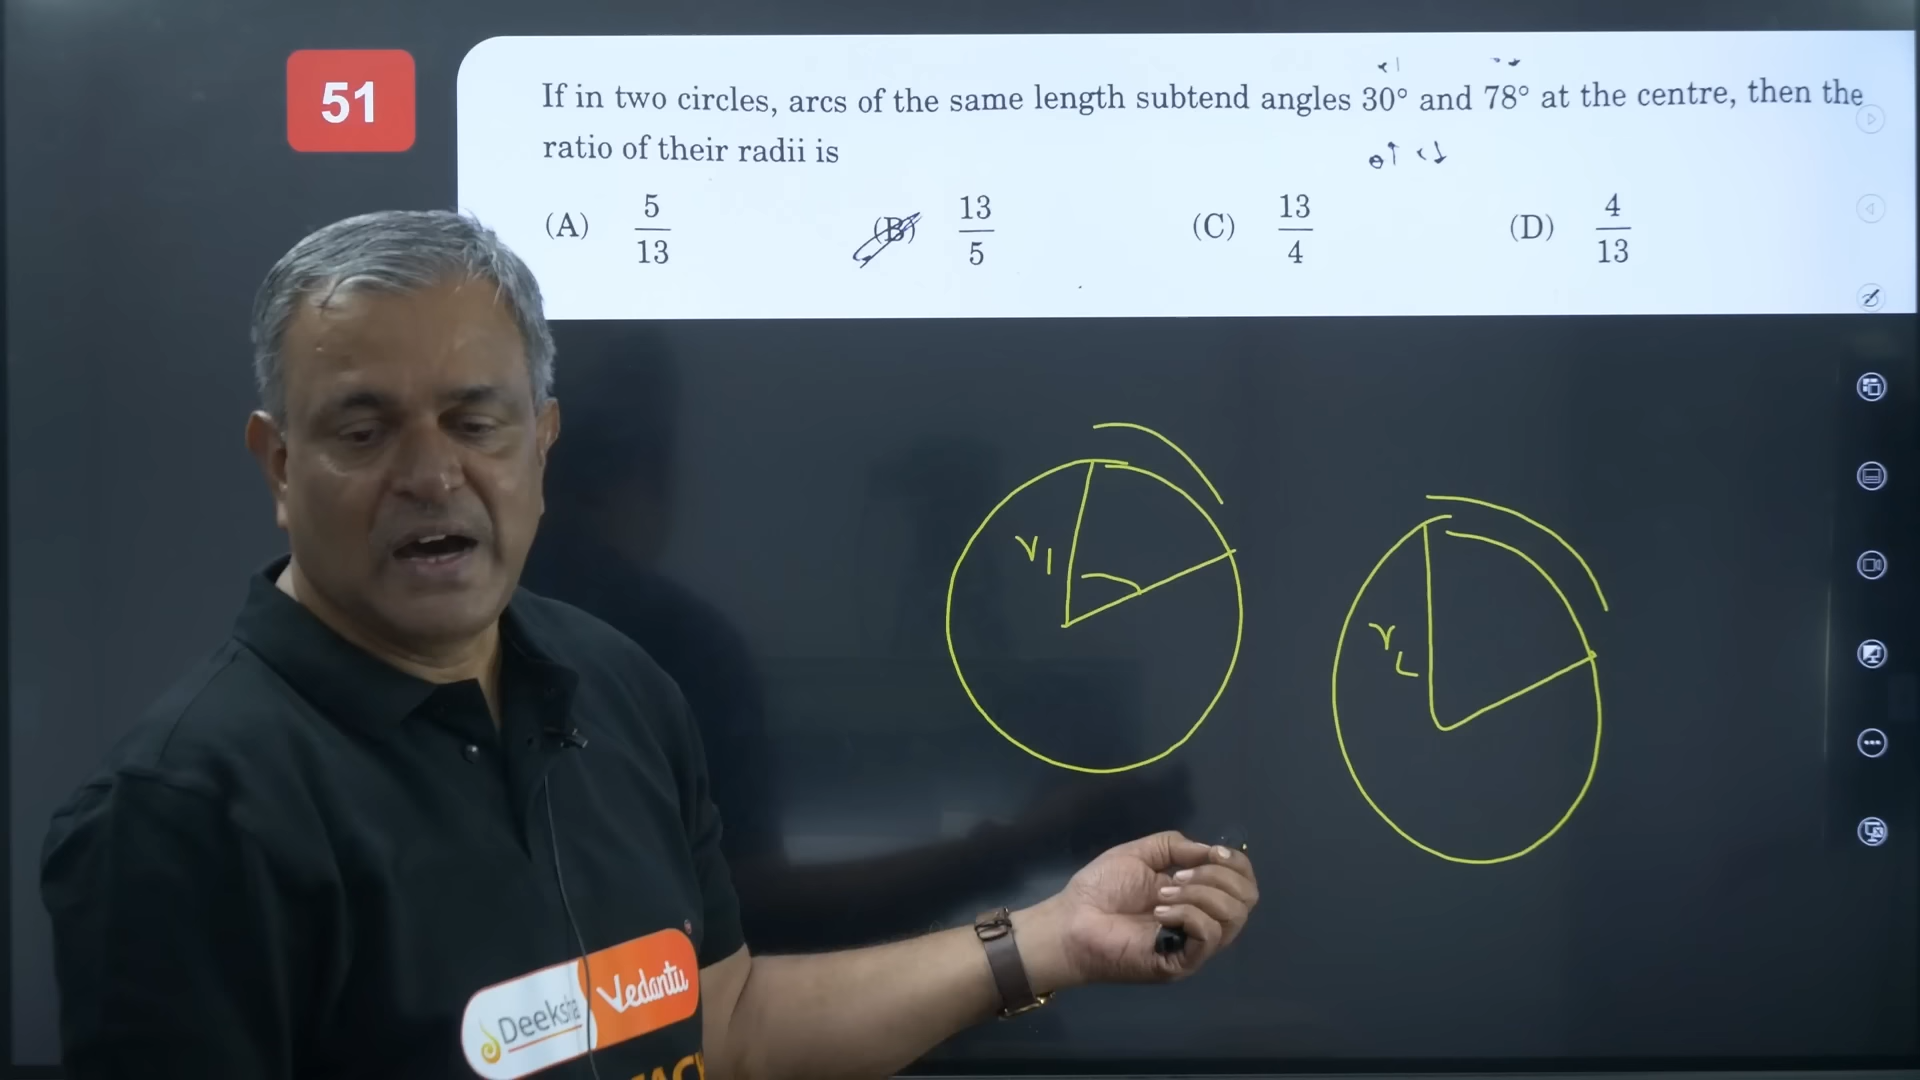 51
If in two circles, arcs of the same length subtend angles 30° and 78° at the centre, then the
ratio of their radii is
θ↑ r↓
(A) 5/13 (B) 13/5 (C) 13/4 (D) 4/13
r1
r2
Deeksha Vedantu